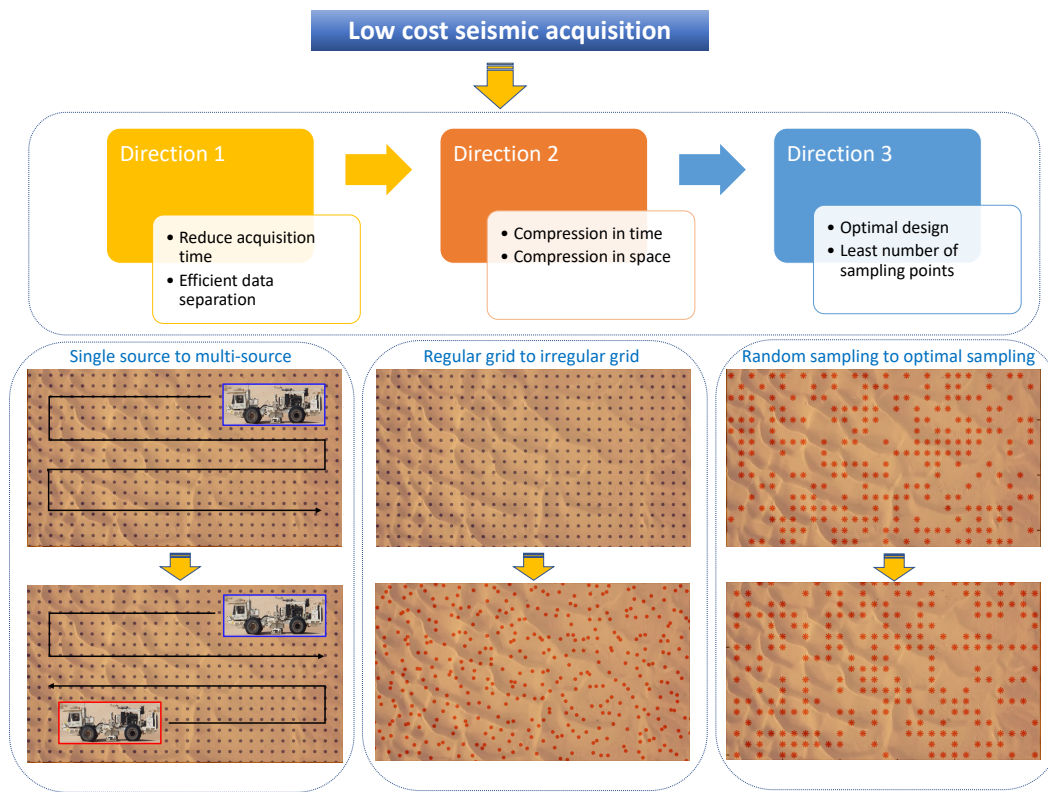 Low cost seismic acquisition
Direction 1
Direction 2
Direction 3
• Reduce acquisition
time
• Efficient data
separation
• Compression in time
• Compression in space
• Optimal design
• Least number of
sampling points
Single source to multi-source
Regular grid to irregular grid
Random sampling to optimal sampling